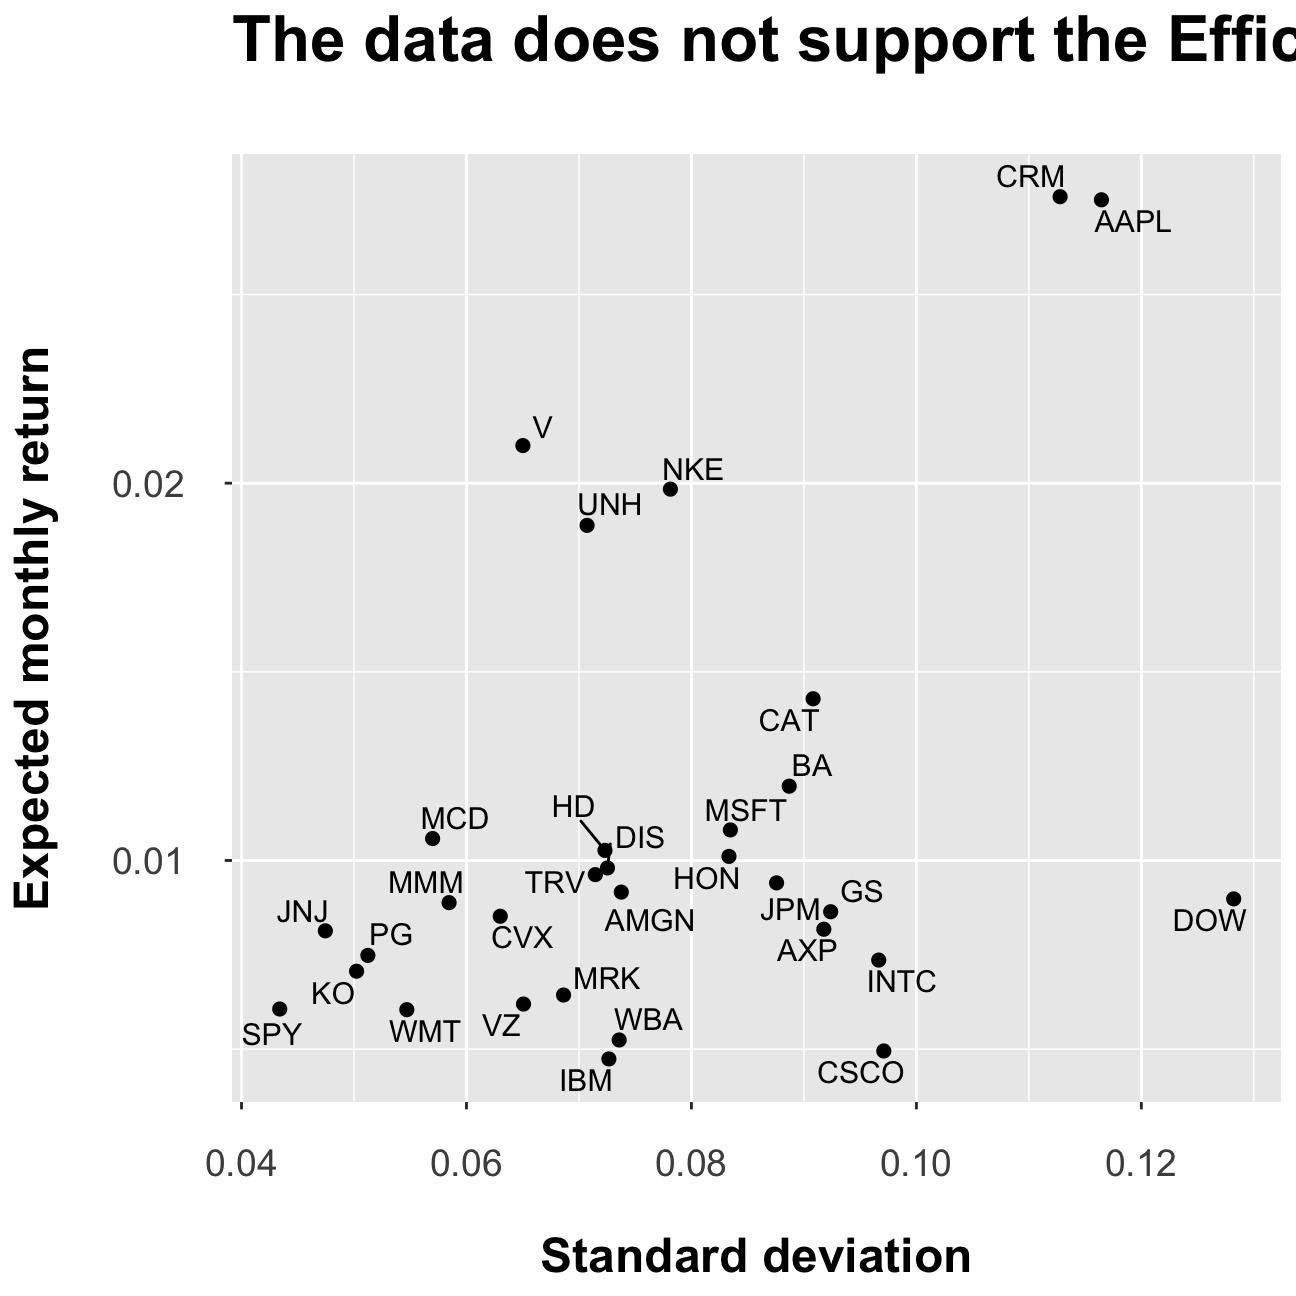 The data does not support the Effic
CRM
AAPL
V
NKE
UNH
CAT
BA
MSFT
HD
MCD
DIS
HON
TRV
MMM
AMGN
JPM
GS
JNJ
PG
CVX
AXP
DOW
INTC
MRK
KO
WBA
SPY
WMT
VZ
IBM
CSCO
0.02
0.01
Expected monthly return
0.04 0.06 0.08 0.10 0.12
Standard deviation